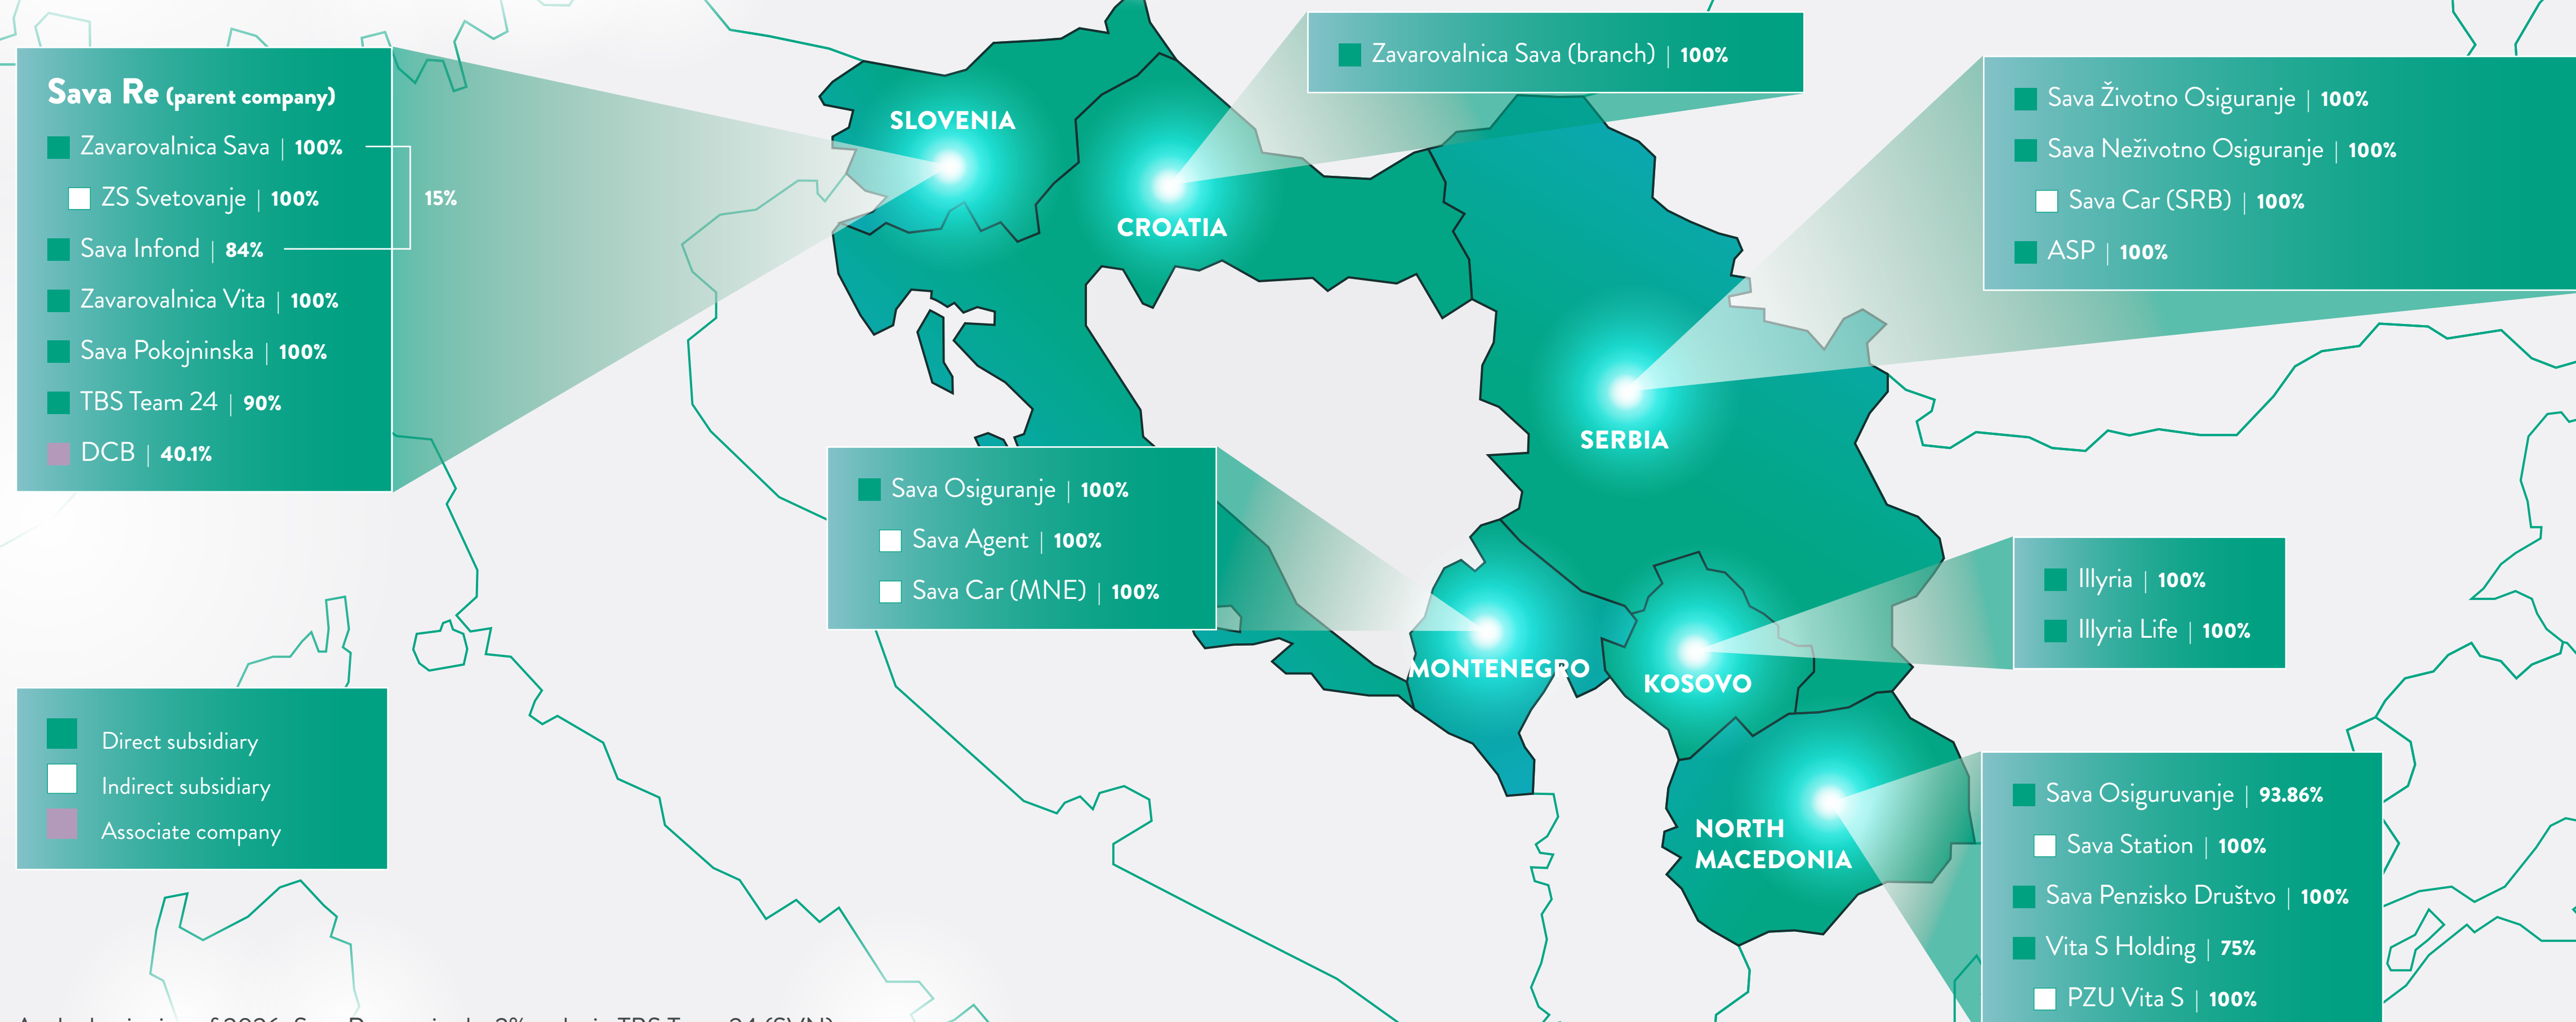 Sava Re (parent company)
Zavarovalnica Sava | 100%
ZS Svetovanje | 100%
15%
Sava Infond | 84%
Zavarovalnica Vita | 100%
Sava Pokojninska | 100%
TBS Team 24 | 90%
DCB | 40.1%
SLOVENIA
Zavarovalnica Sava (branch) | 100%
CROATIA
Sava Životno Osiguranje | 100%
Sava Neživotno Osiguranje | 100%
Sava Car (SRB) | 100%
ASP | 100%
SERBIA
Sava Osiguranje | 100%
Sava Agent | 100%
Sava Car (MNE) | 100%
MONTENEGRO
Illyria | 100%
Illyria Life | 100%
KOSOVO
Direct subsidiary
Indirect subsidiary
Associate company
NORTH
MACEDONIA
Sava Osiguruvanje | 93.86%
Sava Station | 100%
Sava Penzisko Društvo | 100%
Vita S Holding | 75%
PZU Vita S | 100%